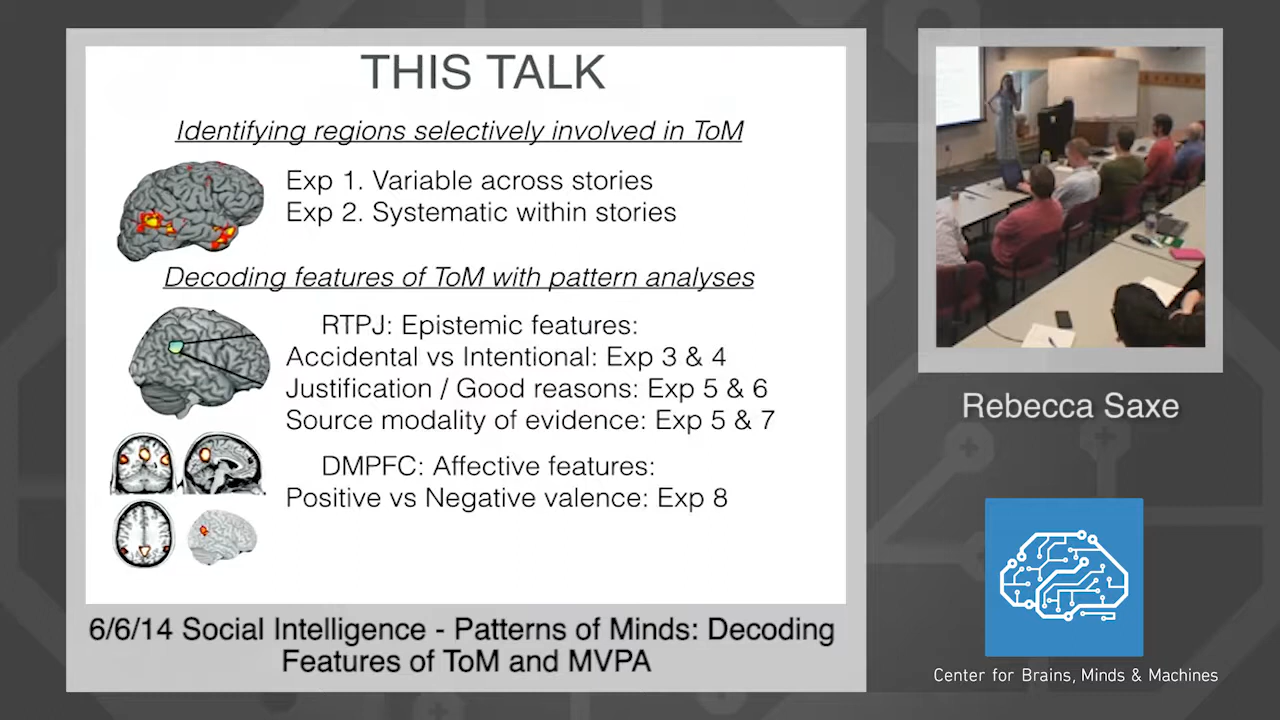 THIS TALK
Identifying regions selectively involved in ToM
Exp 1. Variable across stories
Exp 2. Systematic within stories
Decoding features of ToM with pattern analyses
RTPJ: Epistemic features:
Accidental vs Intentional: Exp 3 & 4
Justification / Good reasons: Exp 5 & 6
Source modality of evidence: Exp 5 & 7
DMPFC: Affective features:
Positive vs Negative valence: Exp 8
6/6/14 Social Intelligence - Patterns of Minds: Decoding
Features of ToM and MVPA
Rebecca Saxe
Center for Brains, Minds & Machines